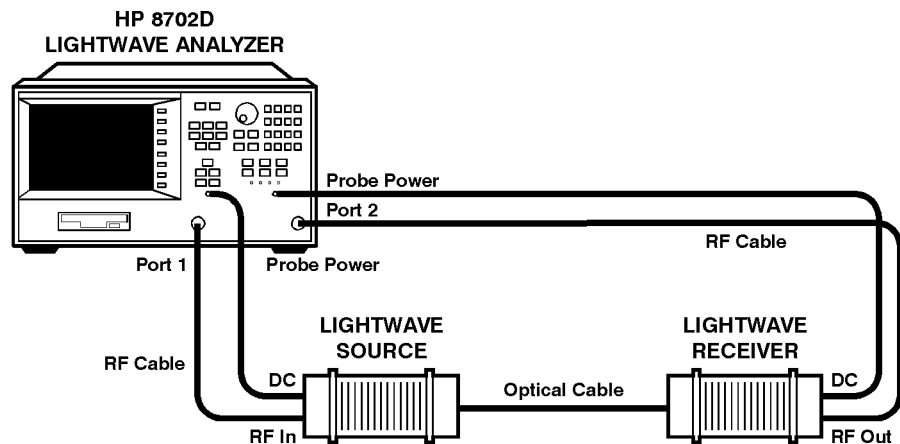 HP 8702D
LIGHTWAVE ANALYZER
Probe Power
Port 2
RF Cable
Port 1
Probe Power
LIGHTWAVE
SOURCE
LIGHTWAVE
RECEIVER
RF Cable
DC
Optical Cable
DC
RF In
RF Out